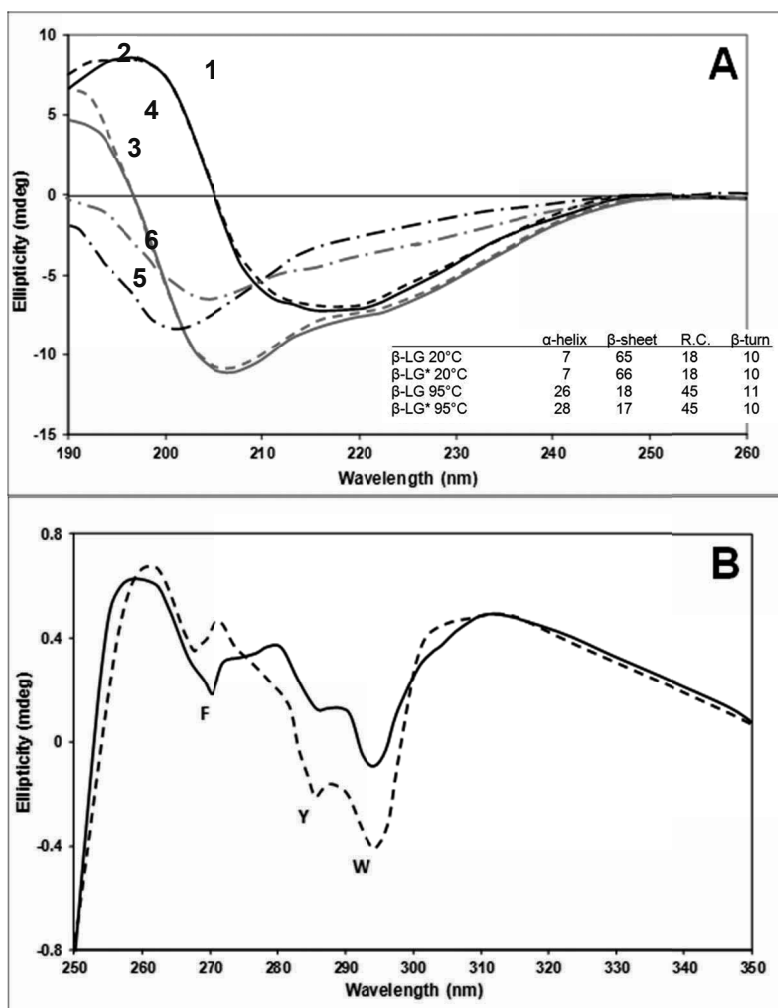 10
5
0
-5
-10
-15
Ellipticity (mdeg)
2
1
4
3
6
5
A
α-helix β-sheet R.C. β-turn
β-LG 20°C 7 65 18 10
β-LG* 20°C 7 66 18 10
β-LG 95°C 26 18 45 11
β-LG* 95°C 28 17 45 10
190 200 210 220 230 240 250 260
Wavelength (nm)
0.8
0.4
0
-0.4
-0.8
Ellipticity (mdeg)
B
F
Y
W
250 260 270 280 290 300 310 320 330 340 350
Wavelength (nm)